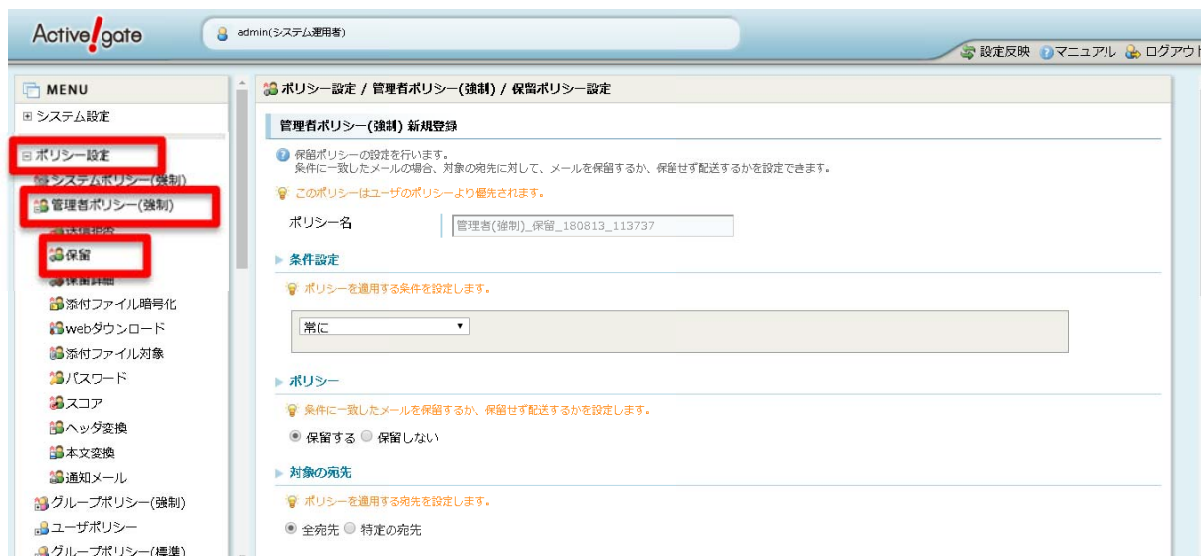 Active!gate
admin(システム運用者)
設定反映 マニュアル ログアウト
MENU
システム設定
ポリシー設定
システムポリシー(強制)
管理者ポリシー(強制)
保留
保留詳細
添付ファイル暗号化
webダウンロード
添付ファイル対象
パスワード
スコア
ヘッダ変換
本文変換
通知メール
グループポリシー(強制)
ユーザポリシー
グループポリシー(標準)
ポリシー設定 / 管理者ポリシー(強制) / 保留ポリシー設定
管理者ポリシー(強制) 新規登録
保留ポリシーの設定を行います。
条件に一致したメールの場合、対象の宛先に対して、メールを保留するか、保留せず配送するかを設定できます。
このポリシーはユーザのポリシーより優先されます。
ポリシー名 管理者(強制)_保留_180813_113737
条件設定
ポリシーを適用する条件を設定します。
常に
ポリシー
条件に一致したメールを保留するか、保留せず配送するかを設定します。
保留する 保留しない
対象の宛先
ポリシーを適用する宛先を設定します。
全宛先 特定の宛先